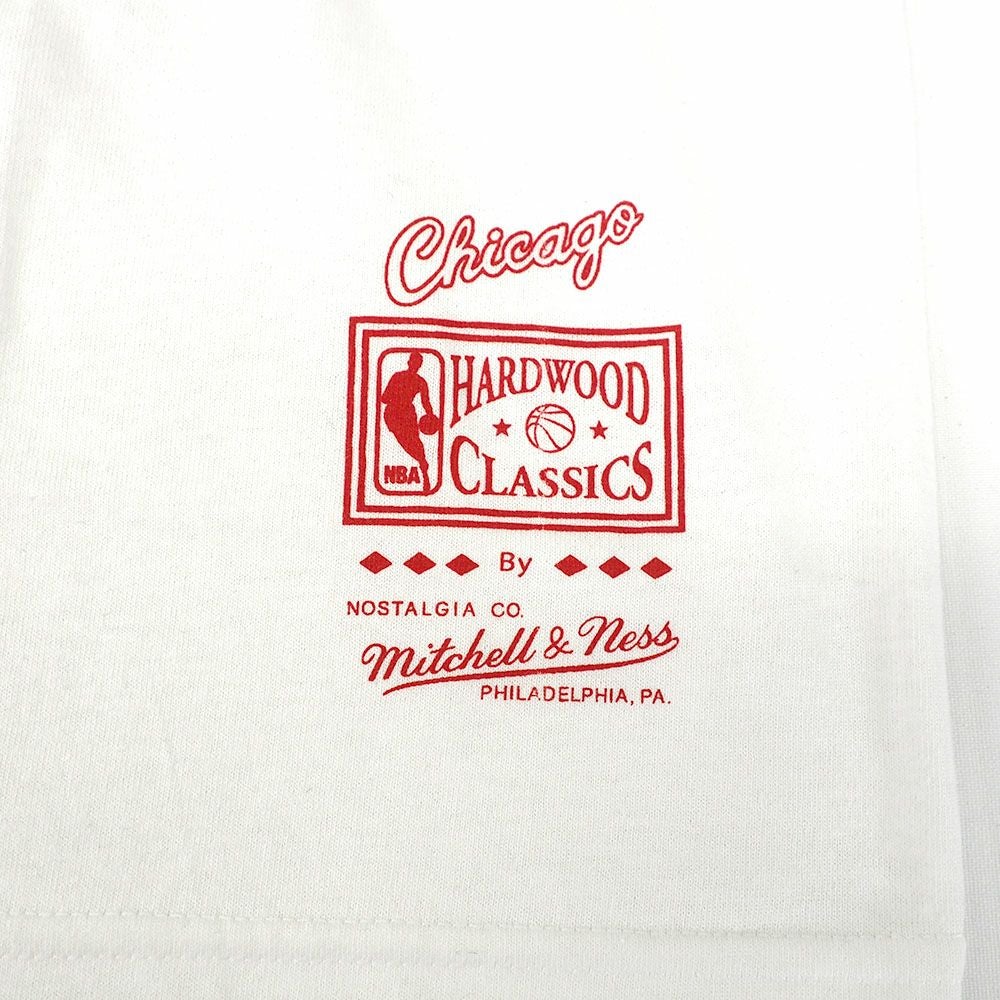 Chicago
NBA
HARDWOOD
CLASSICS
By
NOSTALGIA CO.
Mitchell & Ness
PHILADELPHIA, PA.